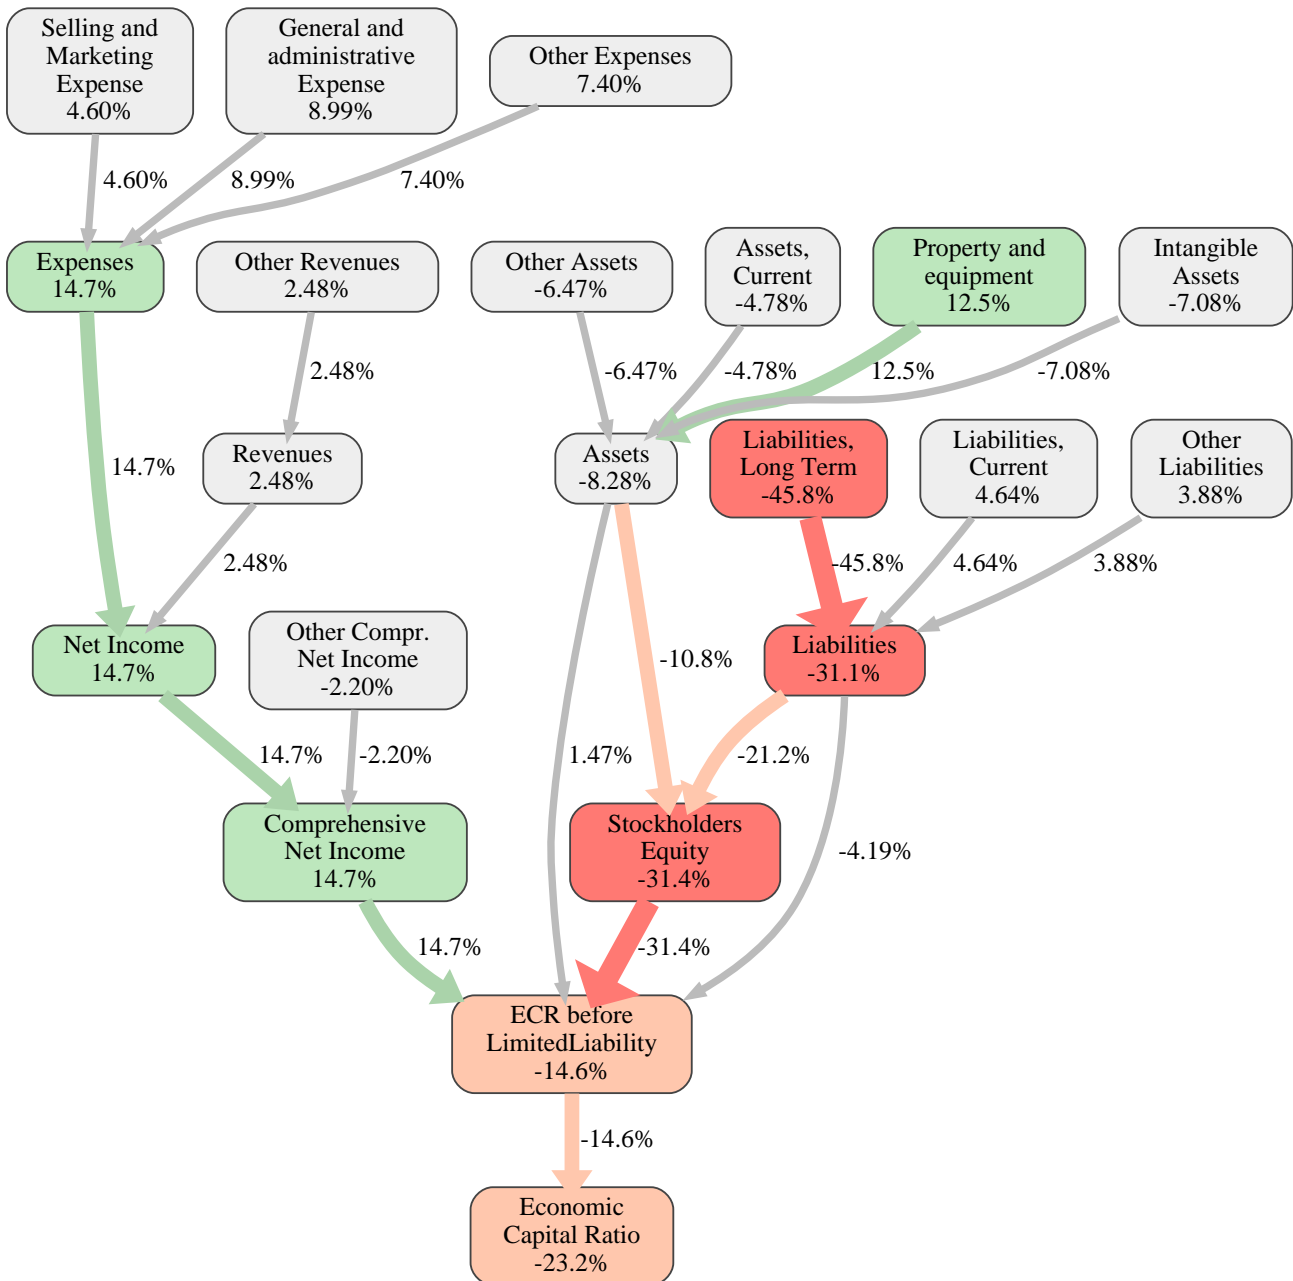 Selling and
Marketing
Expense
4.60%
General and
administrative
Expense
8.99%
Other Expenses
7.40%
4.60%
8.99%
7.40%
Expenses
14.7%
Other Revenues
2.48%
Other Assets
-6.47%
Assets,
Current
-4.78%
Property and
equipment
12.5%
Intangible
Assets
-7.08%
2.48%
-6.47%
-4.78%
12.5%
-7.08%
14.7%
Revenues
2.48%
Assets
-8.28%
Liabilities,
Long Term
-45.8%
Liabilities,
Current
4.64%
Other
Liabilities
3.88%
2.48%
-45.8%
4.64%
3.88%
Net Income
14.7%
Other Compr.
Net Income
-2.20%
-10.8%
Liabilities
-31.1%
14.7%
-2.20%
1.47%
-21.2%
Comprehensive
Net Income
14.7%
Stockholders
Equity
-31.4%
-4.19%
14.7%
-31.4%
ECR before
LimitedLiability
-14.6%
-14.6%
Economic
Capital Ratio
-23.2%